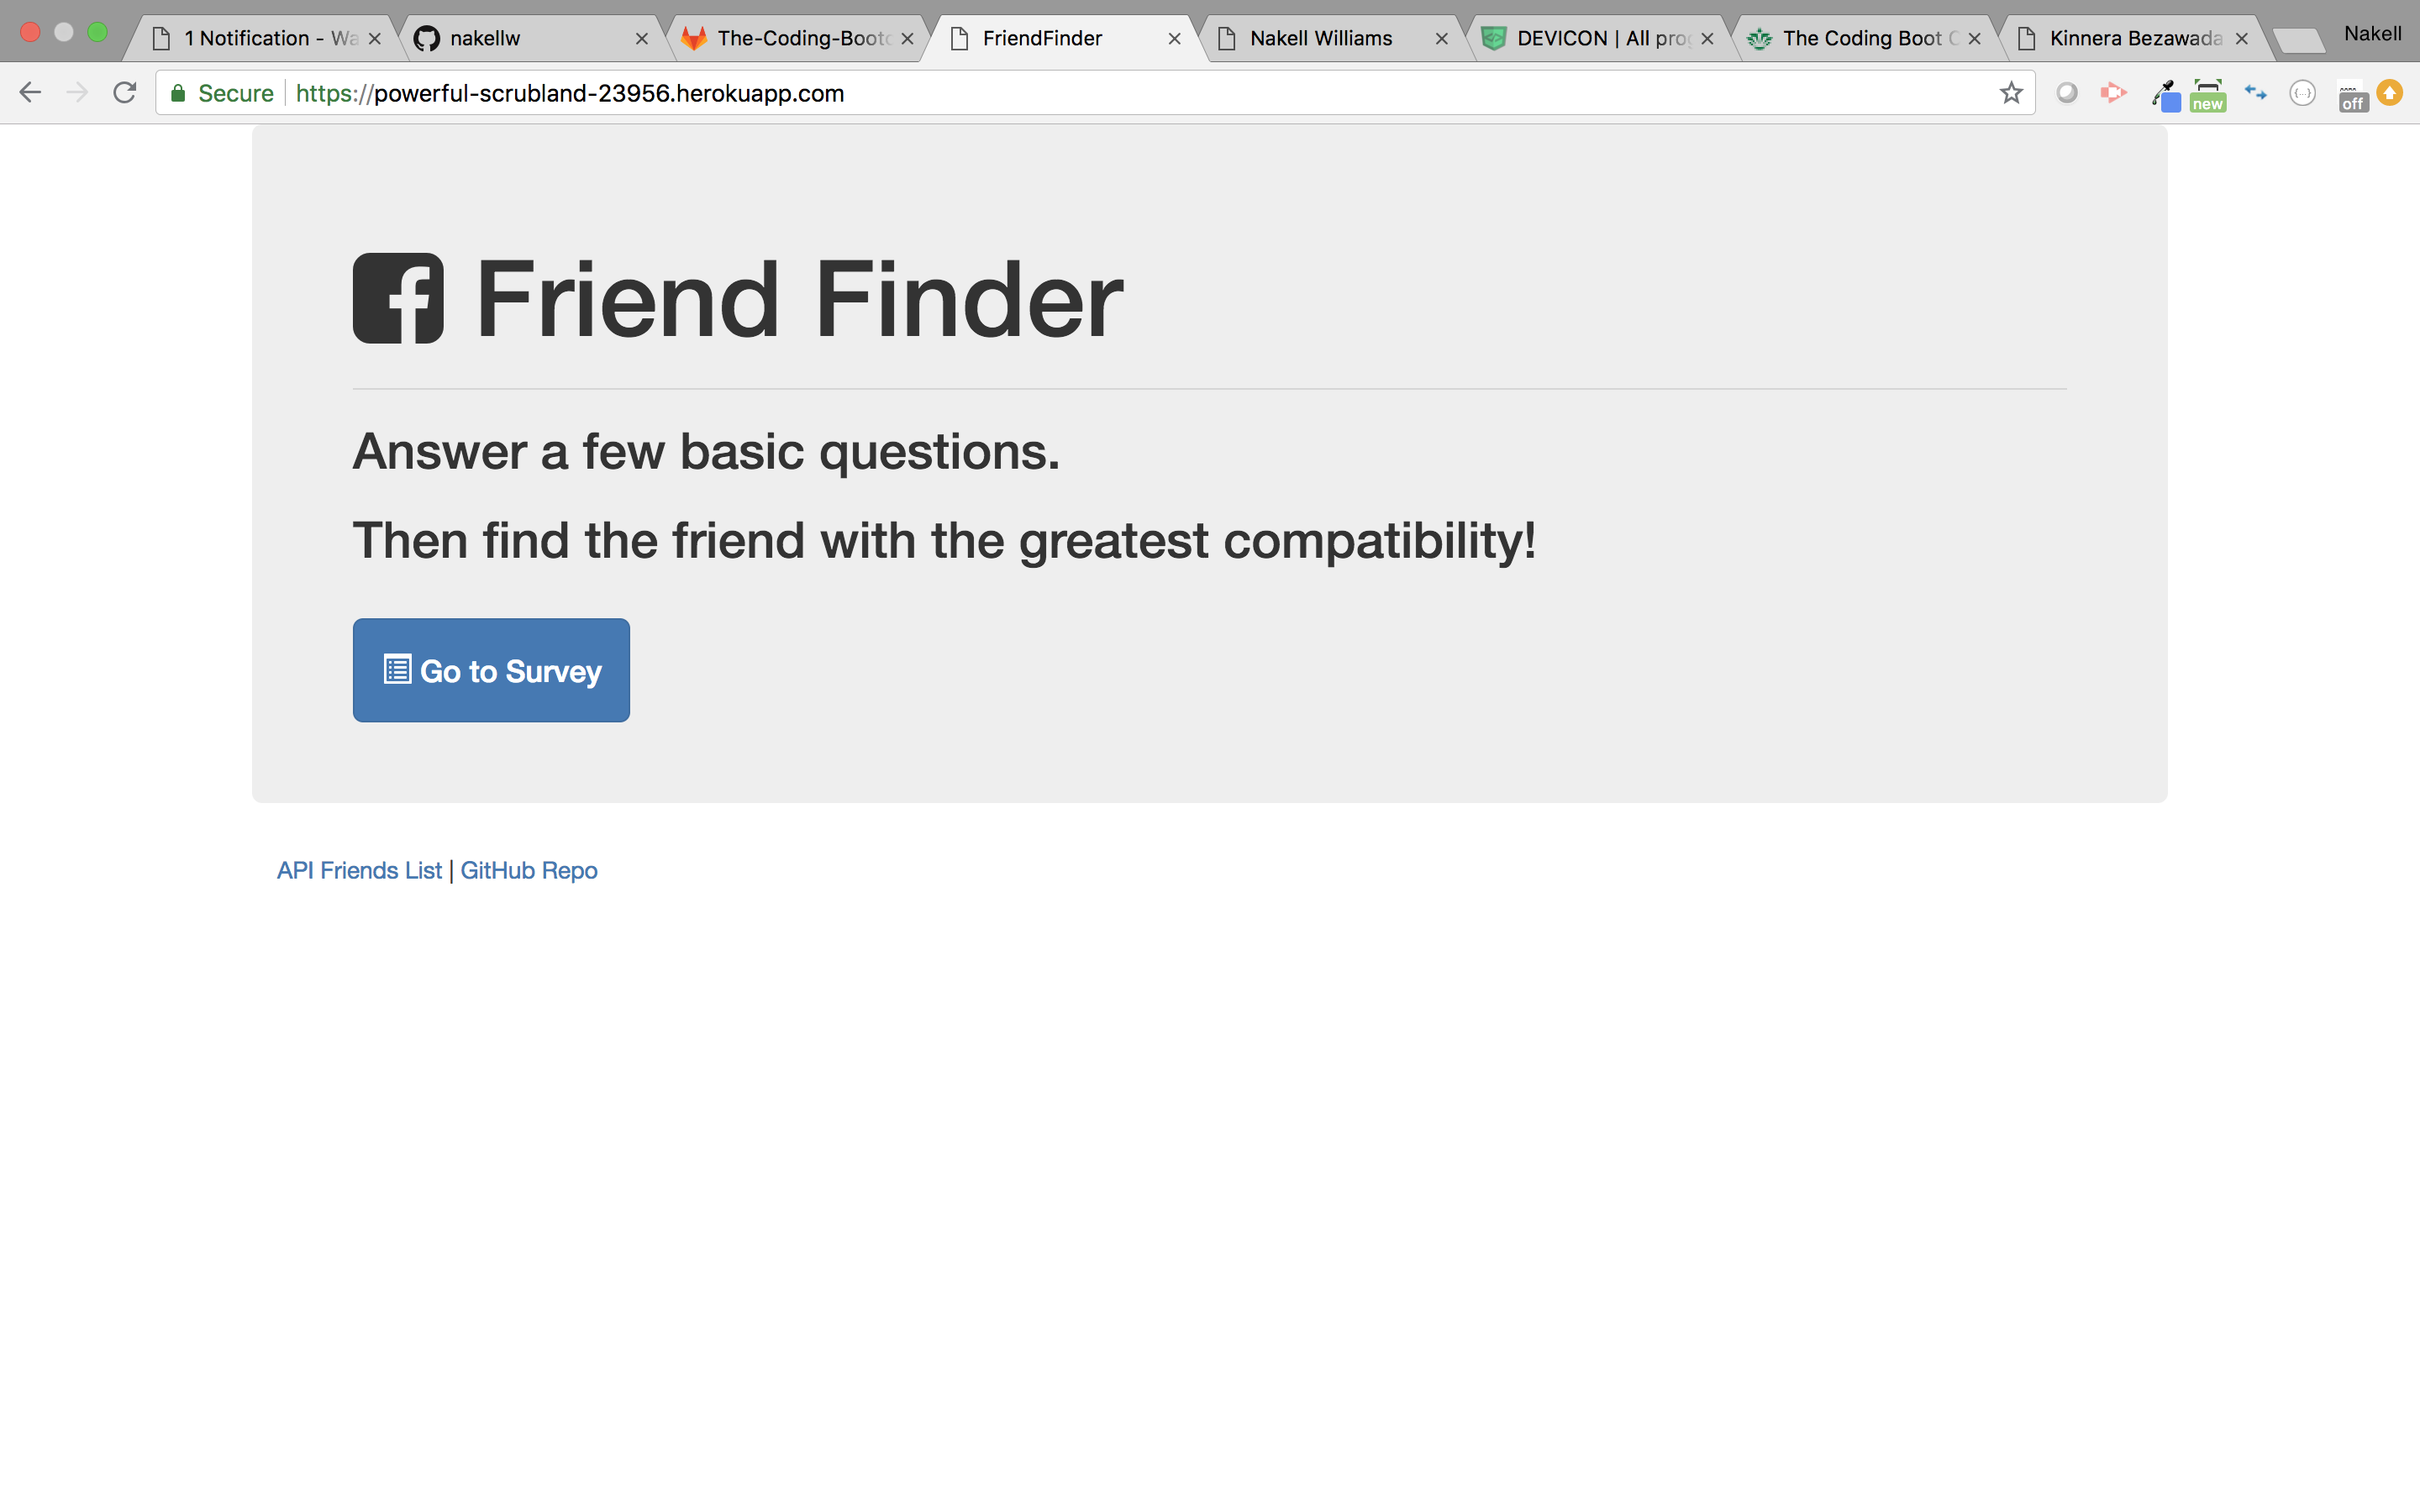 1 Notification - Wa
nakellw
The-Coding-Bootc
FriendFinder
Nakell Williams
DEVICON | All prog
The Coding Boot C
Kinnera Bezawada
Nakell
Secure
https://powerful-scrubland-23956.herokuapp.com
new
off
Friend Finder
Answer a few basic questions.
Then find the friend with the greatest compatibility!
Go to Survey
API Friends List | GitHub Repo